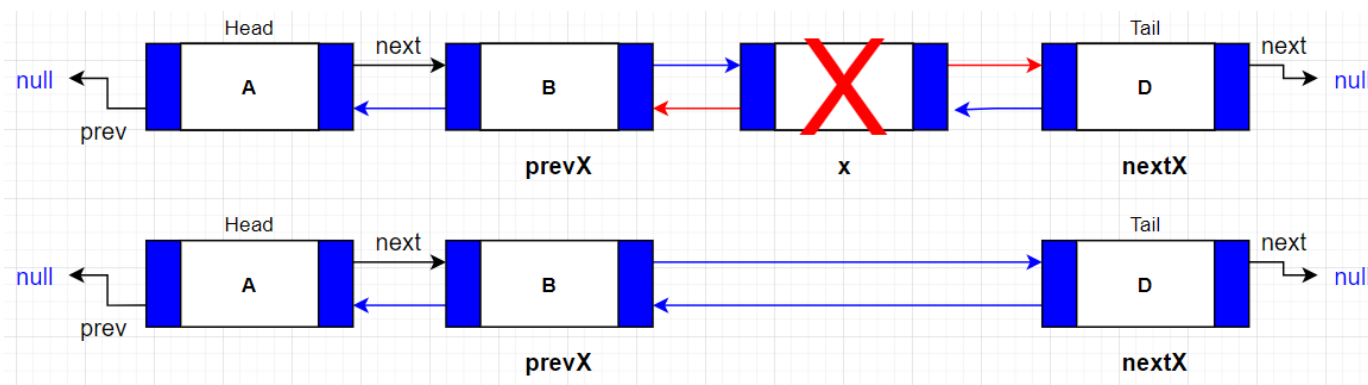 Head Tail
next next
null A B D null
prev
prevX x nextX
Head Tail
next next
null A B D null
prev
prevX nextX